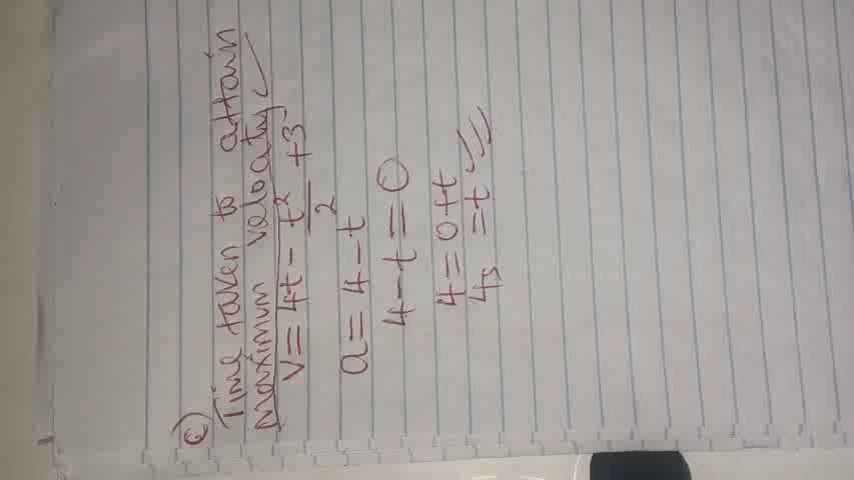 c)
Time taken to attain
maximum velocity
v = 4t - t²/2 + 3
a = 4 - t
4 - t = 0
4 = 0 + t
4s = t